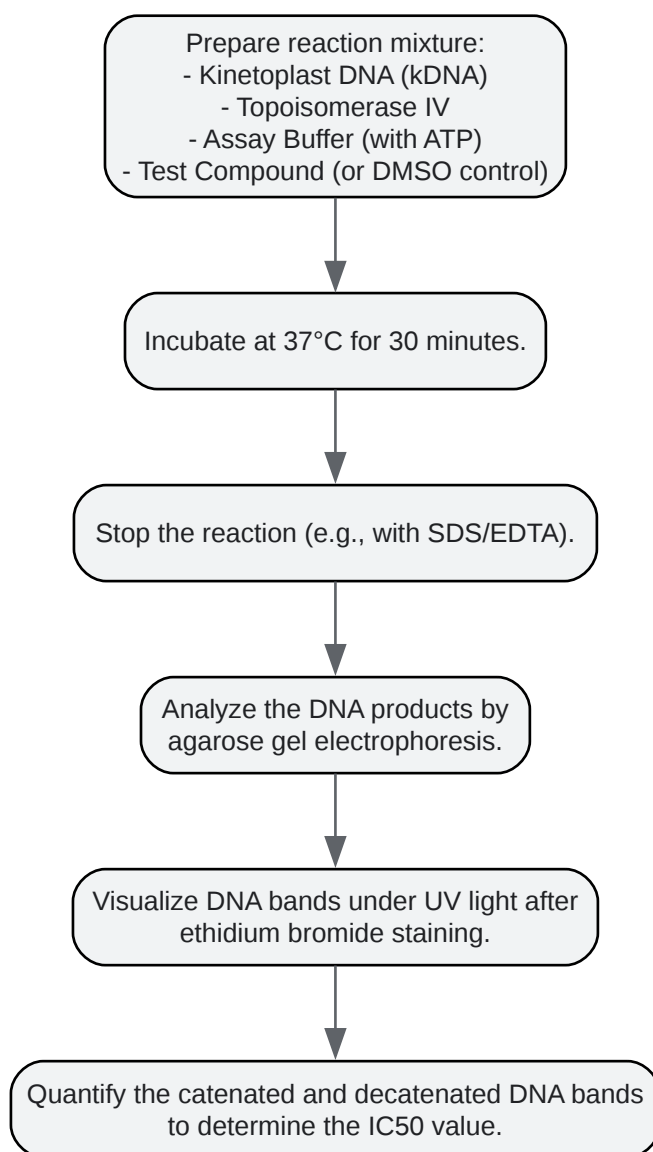 Prepare reaction mixture:
- Kinetoplast DNA (kDNA)
- Topoisomerase IV
- Assay Buffer (with ATP)
- Test Compound (or DMSO control)
Incubate at 37°C for 30 minutes.
Stop the reaction (e.g., with SDS/EDTA).
Analyze the DNA products by
agarose gel electrophoresis.
Visualize DNA bands under UV light after
ethidium bromide staining.
Quantify the catenated and decatenated DNA bands
to determine the IC50 value.